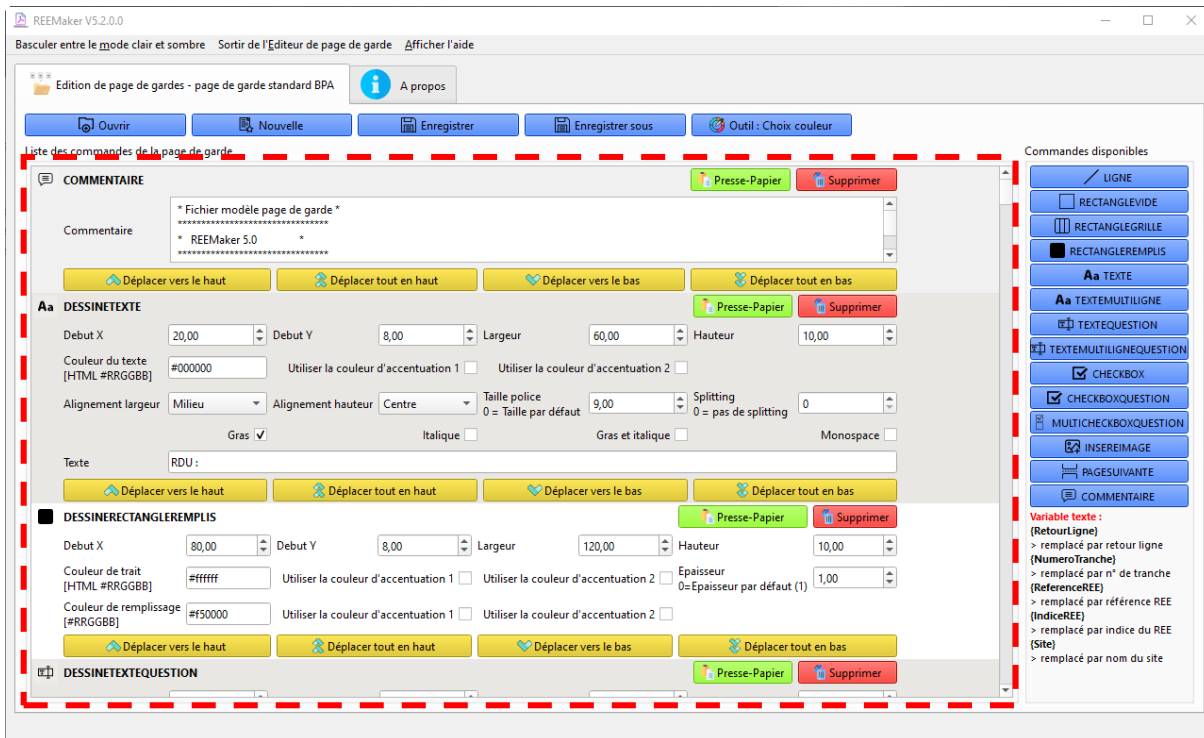 REEMaker V5.2.0.0
Basculer entre le mode clair et sombre Sortir de l'Editeur de page de garde Afficher l'aide
Edition de page de gardes - page de garde standard BPA A propos
Ouvrir Nouvelle Enregistrer Enregistrer sous Outil : Choix couleur
Liste des commandes de la page de garde
COMMENTAIRE Presse-Papier Supprimer
Commentaire
* Fichier modèle page de garde *
********************************
* REEMaker 5.0 *
********************************
Déplacer vers le haut Déplacer tout en haut Déplacer vers le bas Déplacer tout en bas
Aa DESSINETEXTE Presse-Papier Supprimer
Debut X 20,00 Debut Y 8,00 Largeur 60,00 Hauteur 10,00
Couleur du texte
[HTML #RRGGBB] #000000 Utiliser la couleur d'accentuation 1 Utiliser la couleur d'accentuation 2
Alignement largeur Milieu Alignement hauteur Centre Taille police
0 = Taille par défaut 9,00 Splitting
0 = pas de splitting 0
Gras Italique Gras et italique Monospace
Texte RDU :
Déplacer vers le haut Déplacer tout en haut Déplacer vers le bas Déplacer tout en bas
DESSINERECTANGLEREMPLIS Presse-Papier Supprimer
Debut X 80,00 Debut Y 8,00 Largeur 120,00 Hauteur 10,00
Couleur de trait
[HTML #RRGGBB] #ffffff Utiliser la couleur d'accentuation 1 Utiliser la couleur d'accentuation 2 Epaisseur
0=Epaisseur par défaut (1) 1,00
Couleur de remplissage
[#RRGGBB] #f50000 Utiliser la couleur d'accentuation 1 Utiliser la couleur d'accentuation 2
Déplacer vers le haut Déplacer tout en haut Déplacer vers le bas Déplacer tout en bas
DESSINETEXTEQUESTION Presse-Papier Supprimer
Commandes disponibles
LIGNE
RECTANGLEVIDE
RECTANGLEGRILLE
RECTANGLEREMPLIS
Aa TEXTE
Aa TEXTEMULTILIGNE
TEXTEQUESTION
TEXTEMULTILIGNEQUESTION
CHECKBOX
CHECKBOXQUESTION
MULTICHECKBOXQUESTION
INSEREIMAGE
PAGESUIVANTE
COMMENTAIRE
Variable texte :
{RetourLigne}
> remplacé par retour ligne
{NumeroTranche}
> remplacé par n° de tranche
{ReferenceREE}
> remplacé par référence REE
{IndiceREE}
> remplacé par indice du REE
{Site}
> remplacé par nom du site